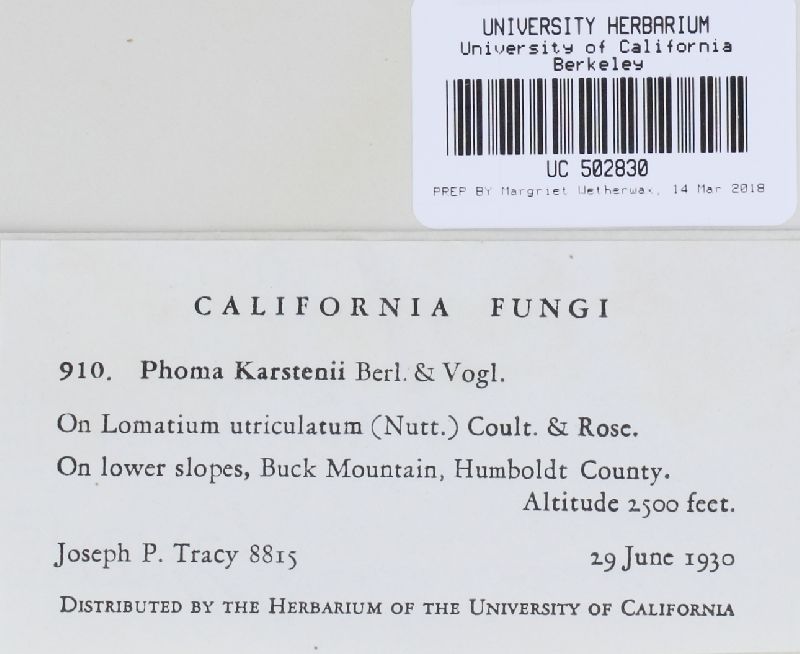 UNIVERSITY HERBARIUM
University of California
Berkeley
UC 502830
PREP BY Margriet Wetherwax, 14 Mar 2018
CALIFORNIA FUNGI
910. Phoma Karstenii Berl. & Vogl.
On Lomatium utriculatum (Nutt.) Coult. & Rose.
On lower slopes, Buck Mountain, Humboldt County.
Altitude 2500 feet.
Joseph P. Tracy 8815 29 June 1930
DISTRIBUTED BY THE HERBARIUM OF THE UNIVERSITY OF CALIFORNIA